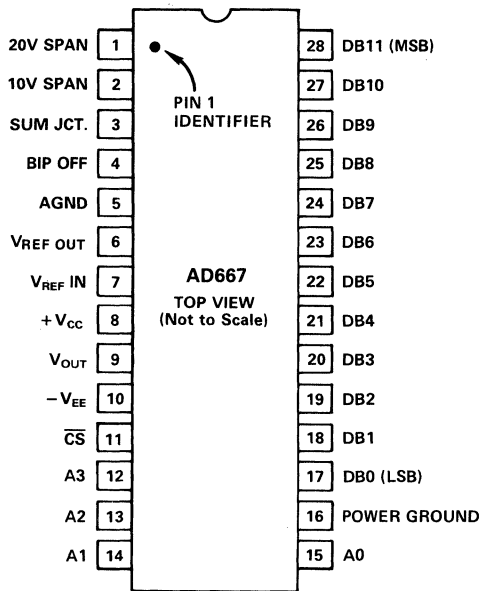 20V SPAN 1
10V SPAN 2
SUM JCT. 3
BIP OFF 4
AGND 5
VREF OUT 6
VREF IN 7
+VCC 8
VOUT 9
-VEE 10
C̅S̅ 11
A3 12
A2 13
A1 14
PIN 1
IDENTIFIER
AD667
TOP VIEW
(Not to Scale)
28 DB11 (MSB)
27 DB10
26 DB9
25 DB8
24 DB7
23 DB6
22 DB5
21 DB4
20 DB3
19 DB2
18 DB1
17 DB0 (LSB)
16 POWER GROUND
15 A0